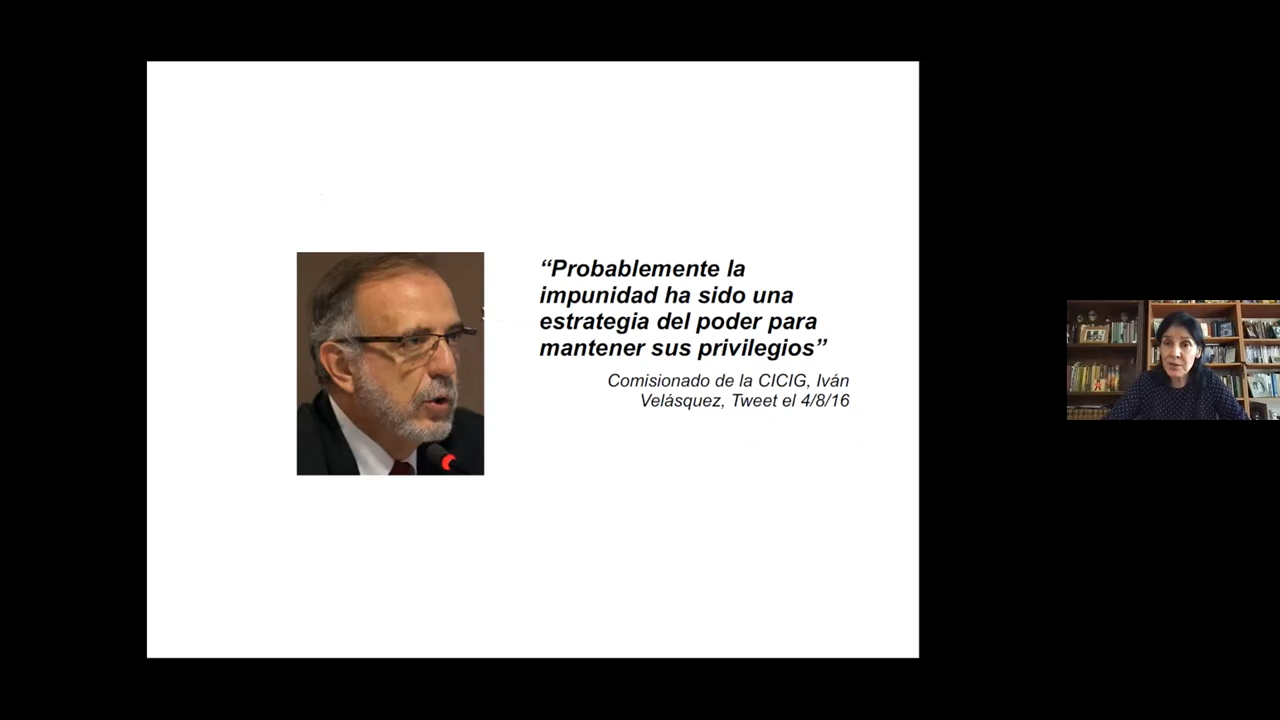 “Probablemente la
impunidad ha sido una
estrategia del poder para
mantener sus privilegios”
Comisionado de la CICIG, Iván
Velásquez, Tweet el 4/8/16